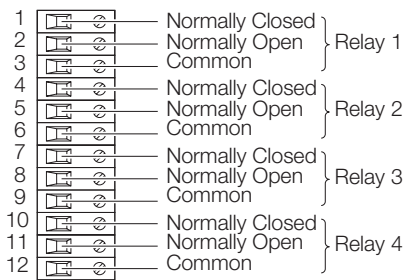 1 Normally Closed
2 Normally Open Relay 1
3 Common
4 Normally Closed
5 Normally Open Relay 2
6 Common
7 Normally Closed
8 Normally Open Relay 3
9 Common
10 Normally Closed
11 Normally Open Relay 4
12 Common